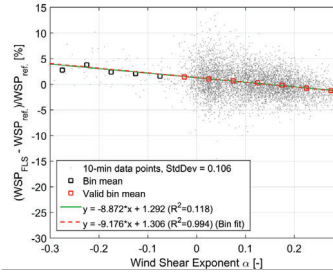 15
10
5
0
-5
-10
-15
-20
-25
-30
(WSP_FLS - WSP_ref.)/WSP_ref. [%]
10-min data points, StdDev = 0.106
Bin mean
Valid bin mean
y = -8.872*x + 1.292 (R²=0.118)
y = -9.176*x + 1.306 (R²=0.994) (Bin fit)
-0.3 -0.2 -0.1 0 0.1 0.2
Wind Shear Exponent α [-]